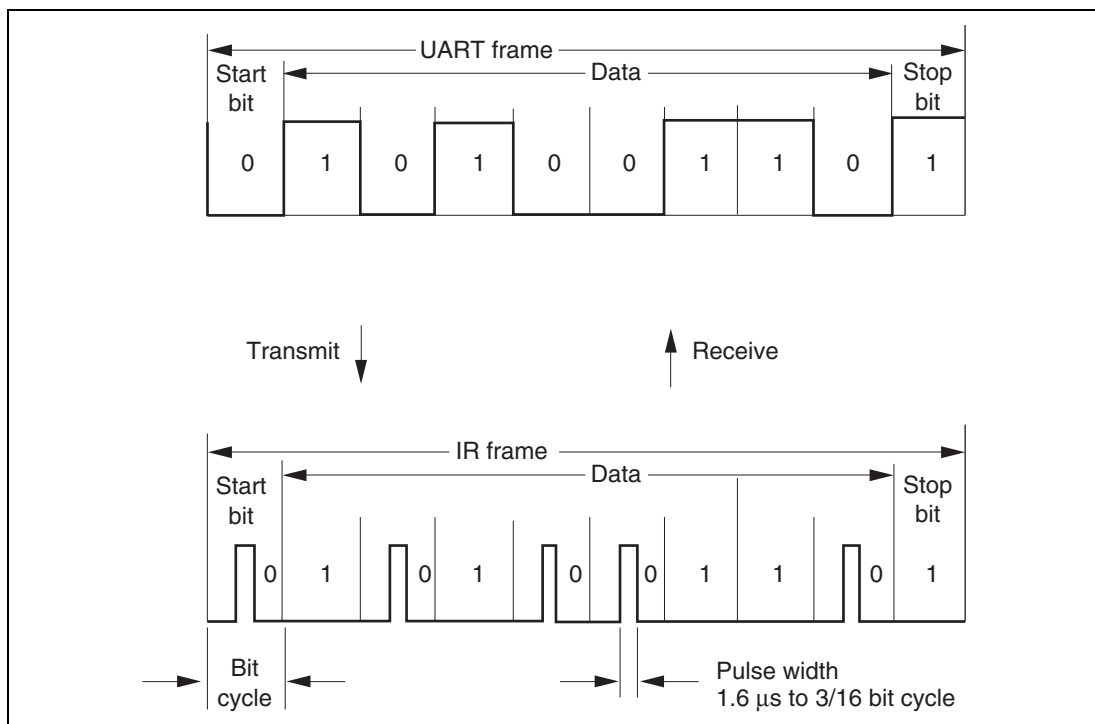 UART frame
Start bit
Data
Stop bit
0 1 0 1 0 0 1 1 0 1
Transmit
Receive
IR frame
Start bit
Data
Stop bit
0 1 0 1 0 0 1 1 0 1
Bit cycle
Pulse width
1.6 μs to 3/16 bit cycle